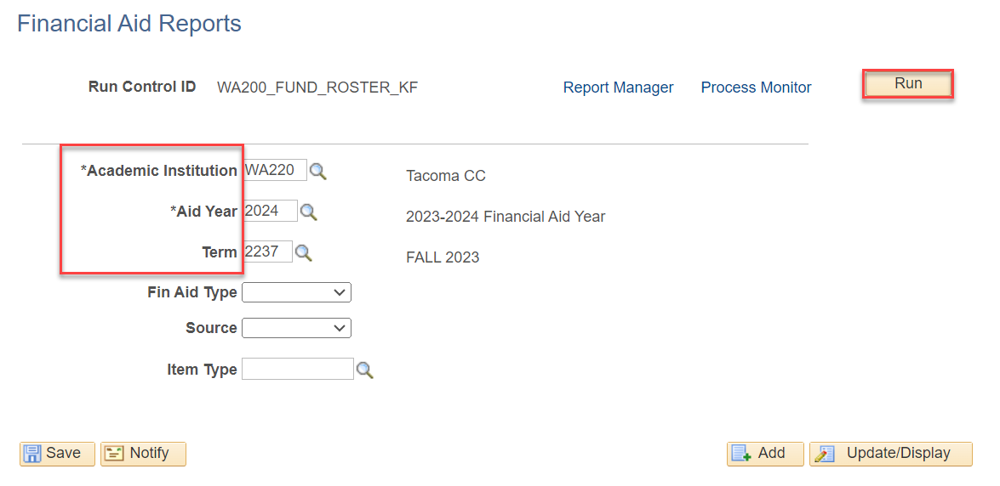 Financial Aid Reports
Run Control ID WA200_FUND_ROSTER_KF Report Manager Process Monitor Run
*Academic Institution WA220 Tacoma CC
*Aid Year 2024 2023-2024 Financial Aid Year
Term 2237 FALL 2023
Fin Aid Type
Source
Item Type
Save Notify Add Update/Display